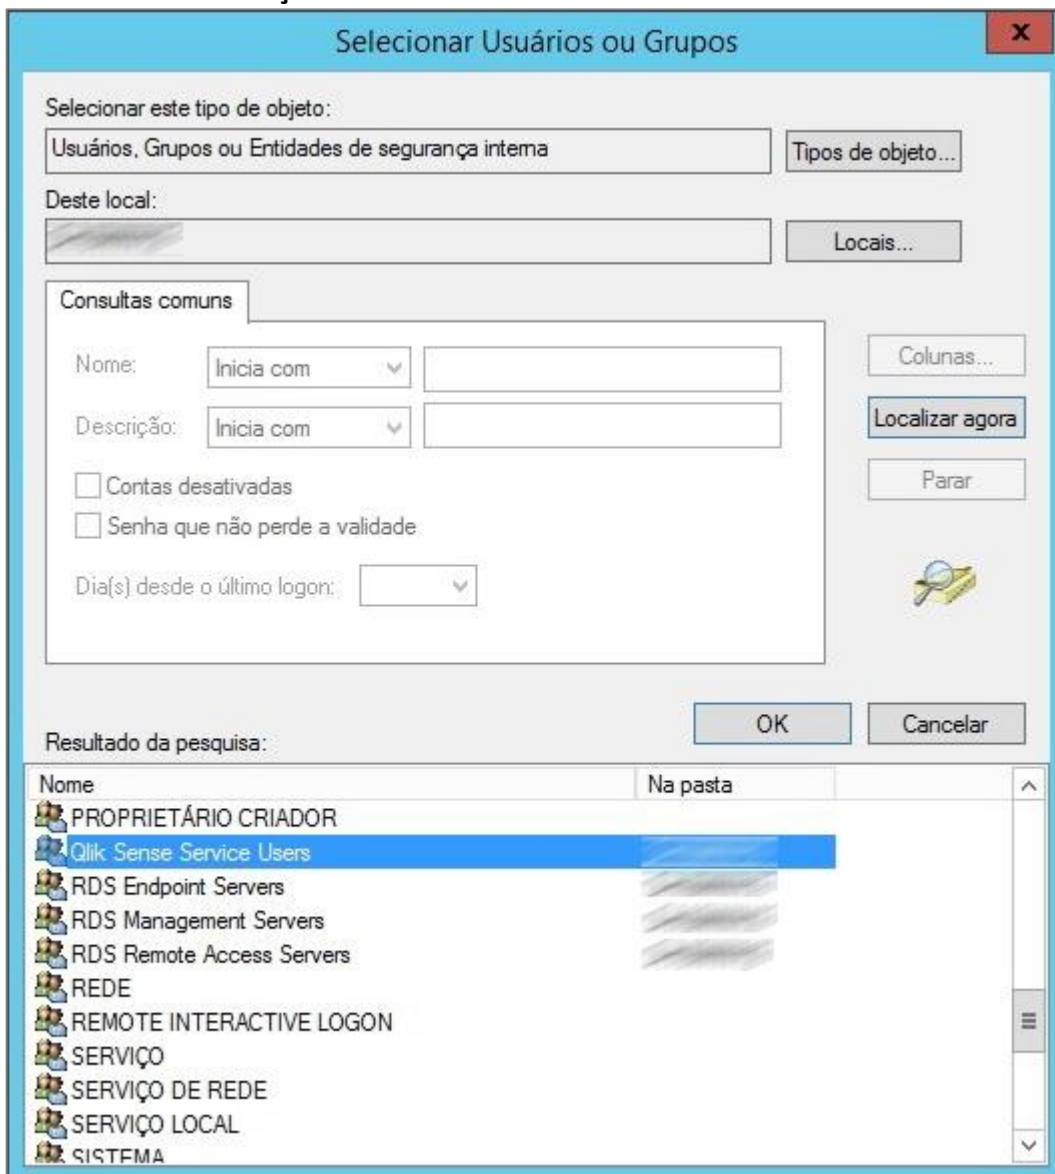 Selecionar Usuários ou Grupos
x
Selecionar este tipo de objeto:
Usuários, Grupos ou Entidades de segurança interna
Tipos de objeto...
Deste local:
Locais...
Consultas comuns
Nome: Inicia com
Colunas...
Descrição: Inicia com
Localizar agora
Contas desativadas
Parar
Senha que não perde a validade
Dia(s) desde o último logon:
OK Cancelar
Resultado da pesquisa:
Nome Na pasta
PROPRIETÁRIO CRIADOR
Qlik Sense Service Users
RDS Endpoint Servers
RDS Management Servers
RDS Remote Access Servers
REDE
REMOTE INTERACTIVE LOGON
SERVIÇO
SERVIÇO DE REDE
SERVIÇO LOCAL
SISTEMA